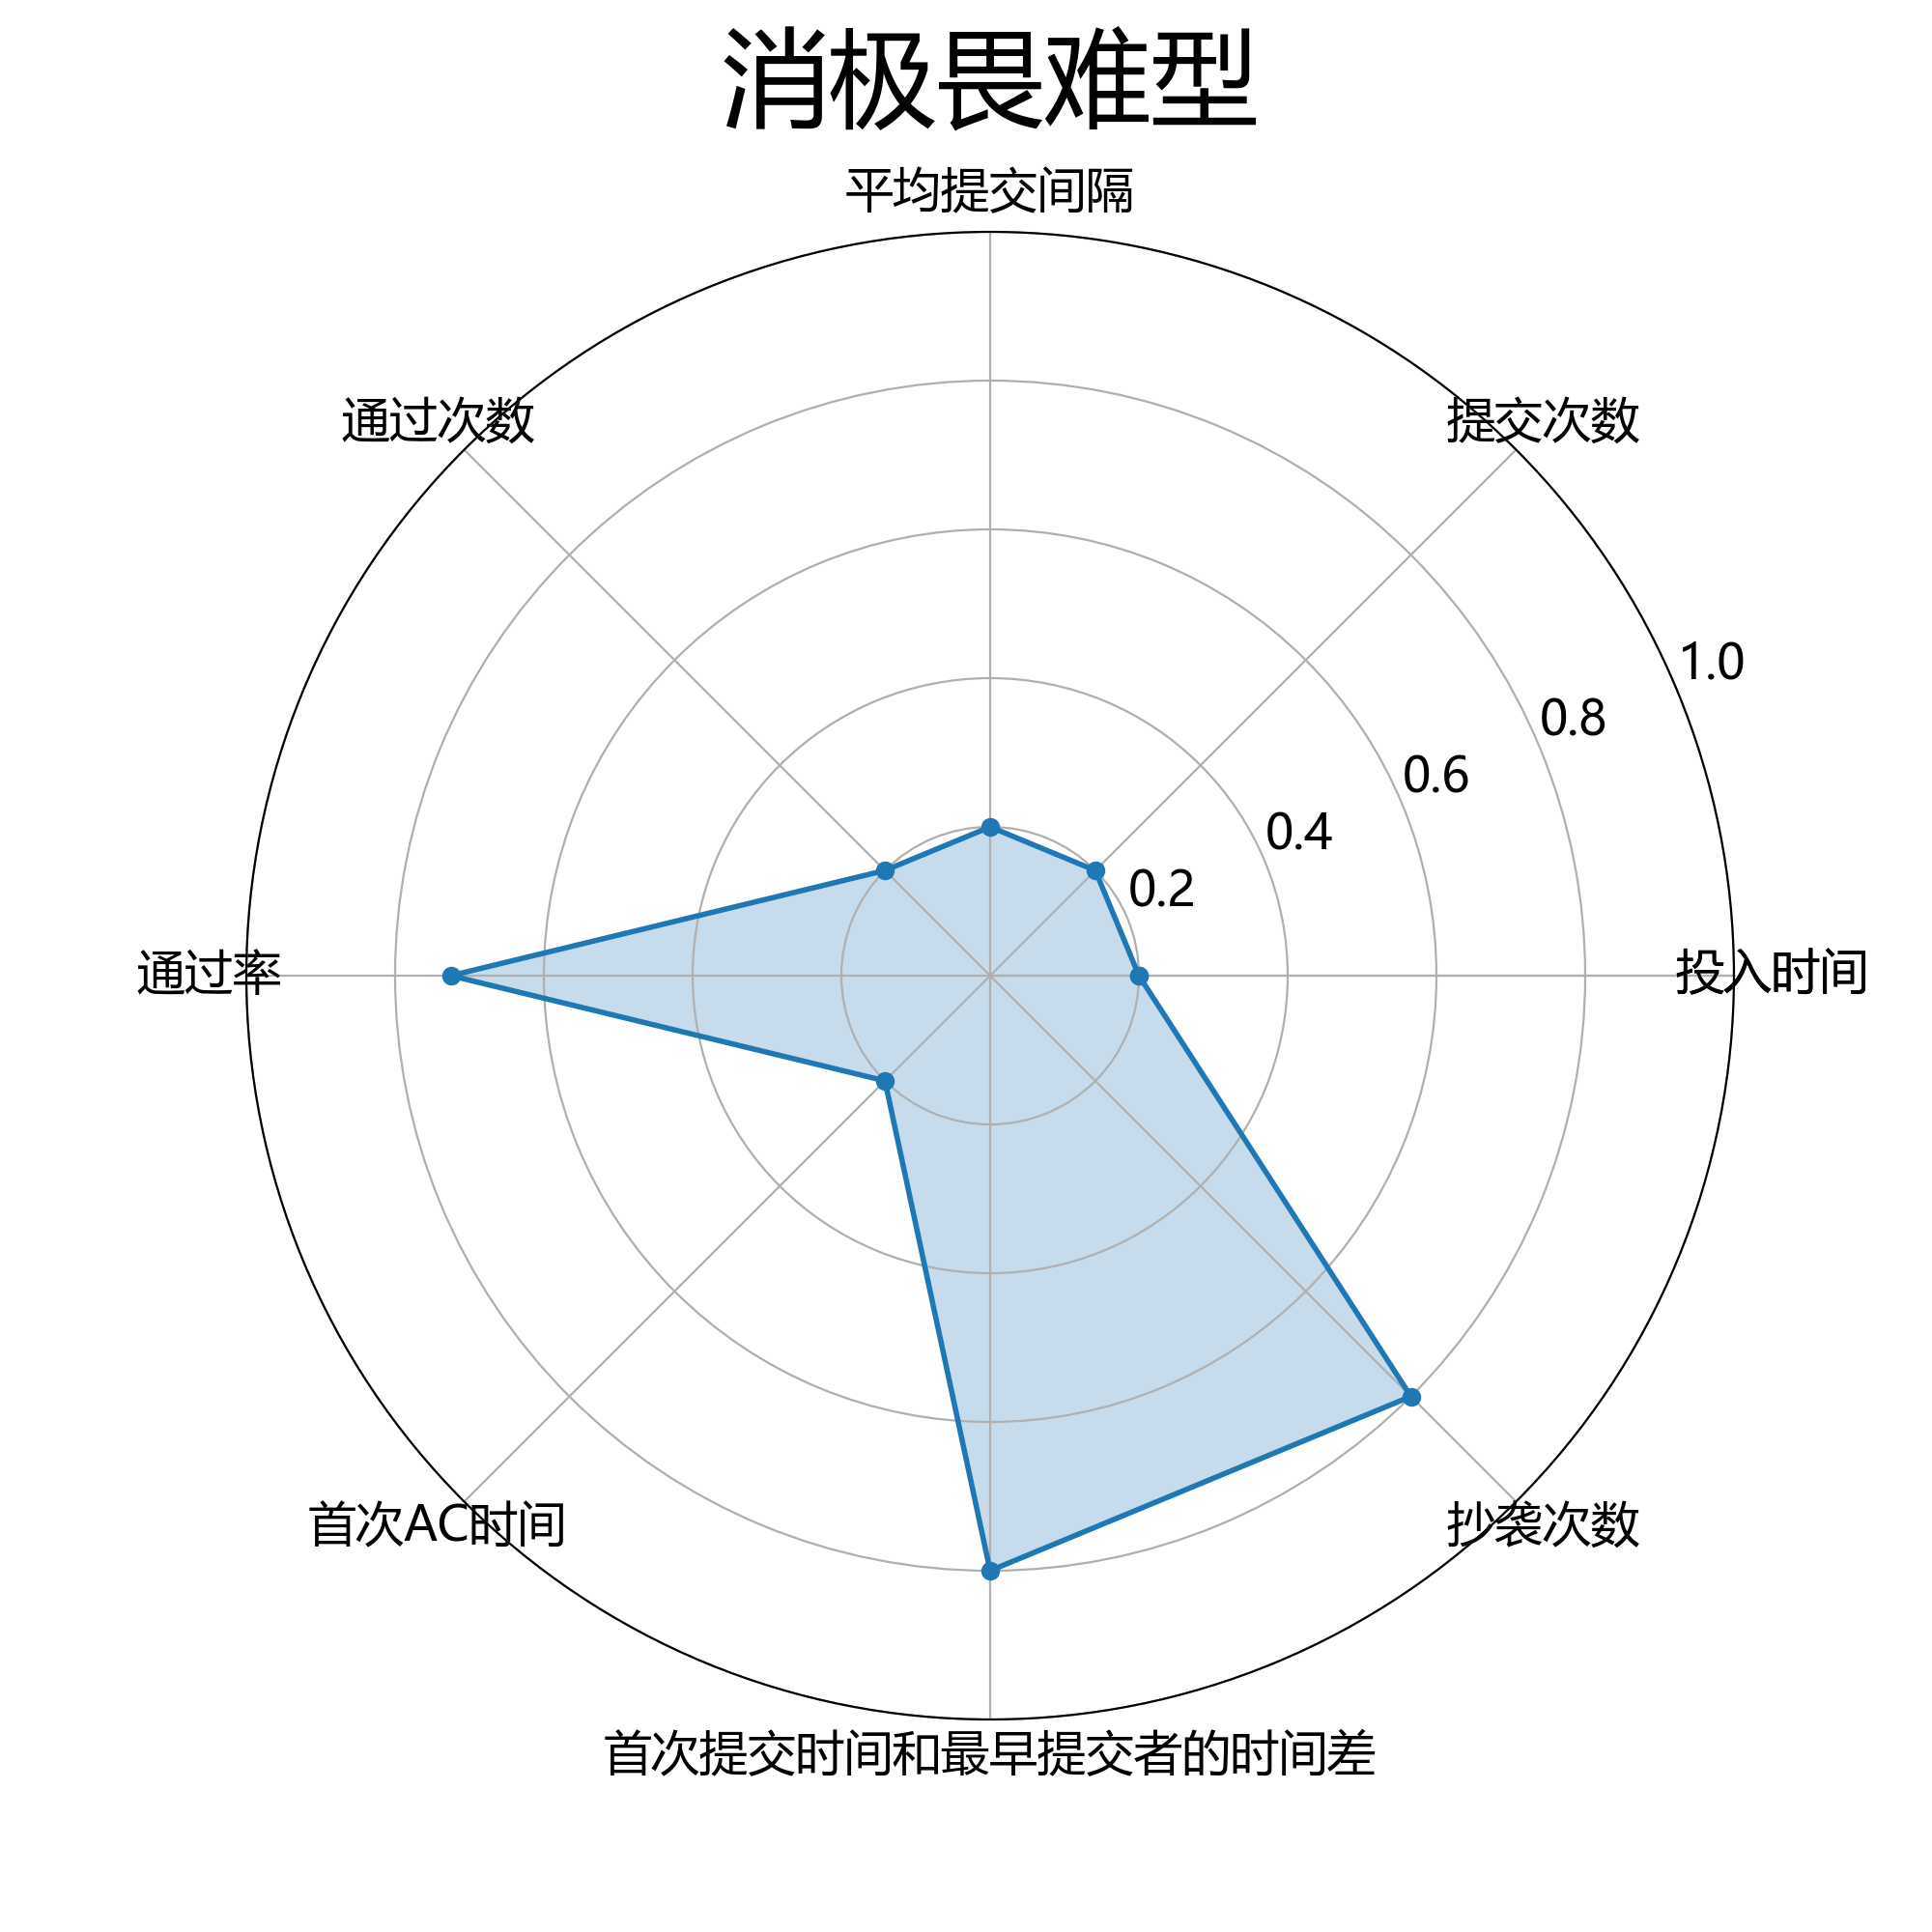 消极畏难型
平均提交间隔
通过次数
提交次数
1.0
0.8
0.6
0.4
0.2
通过率
投入时间
首次AC时间
抄袭次数
首次提交时间和最早提交者的时间差